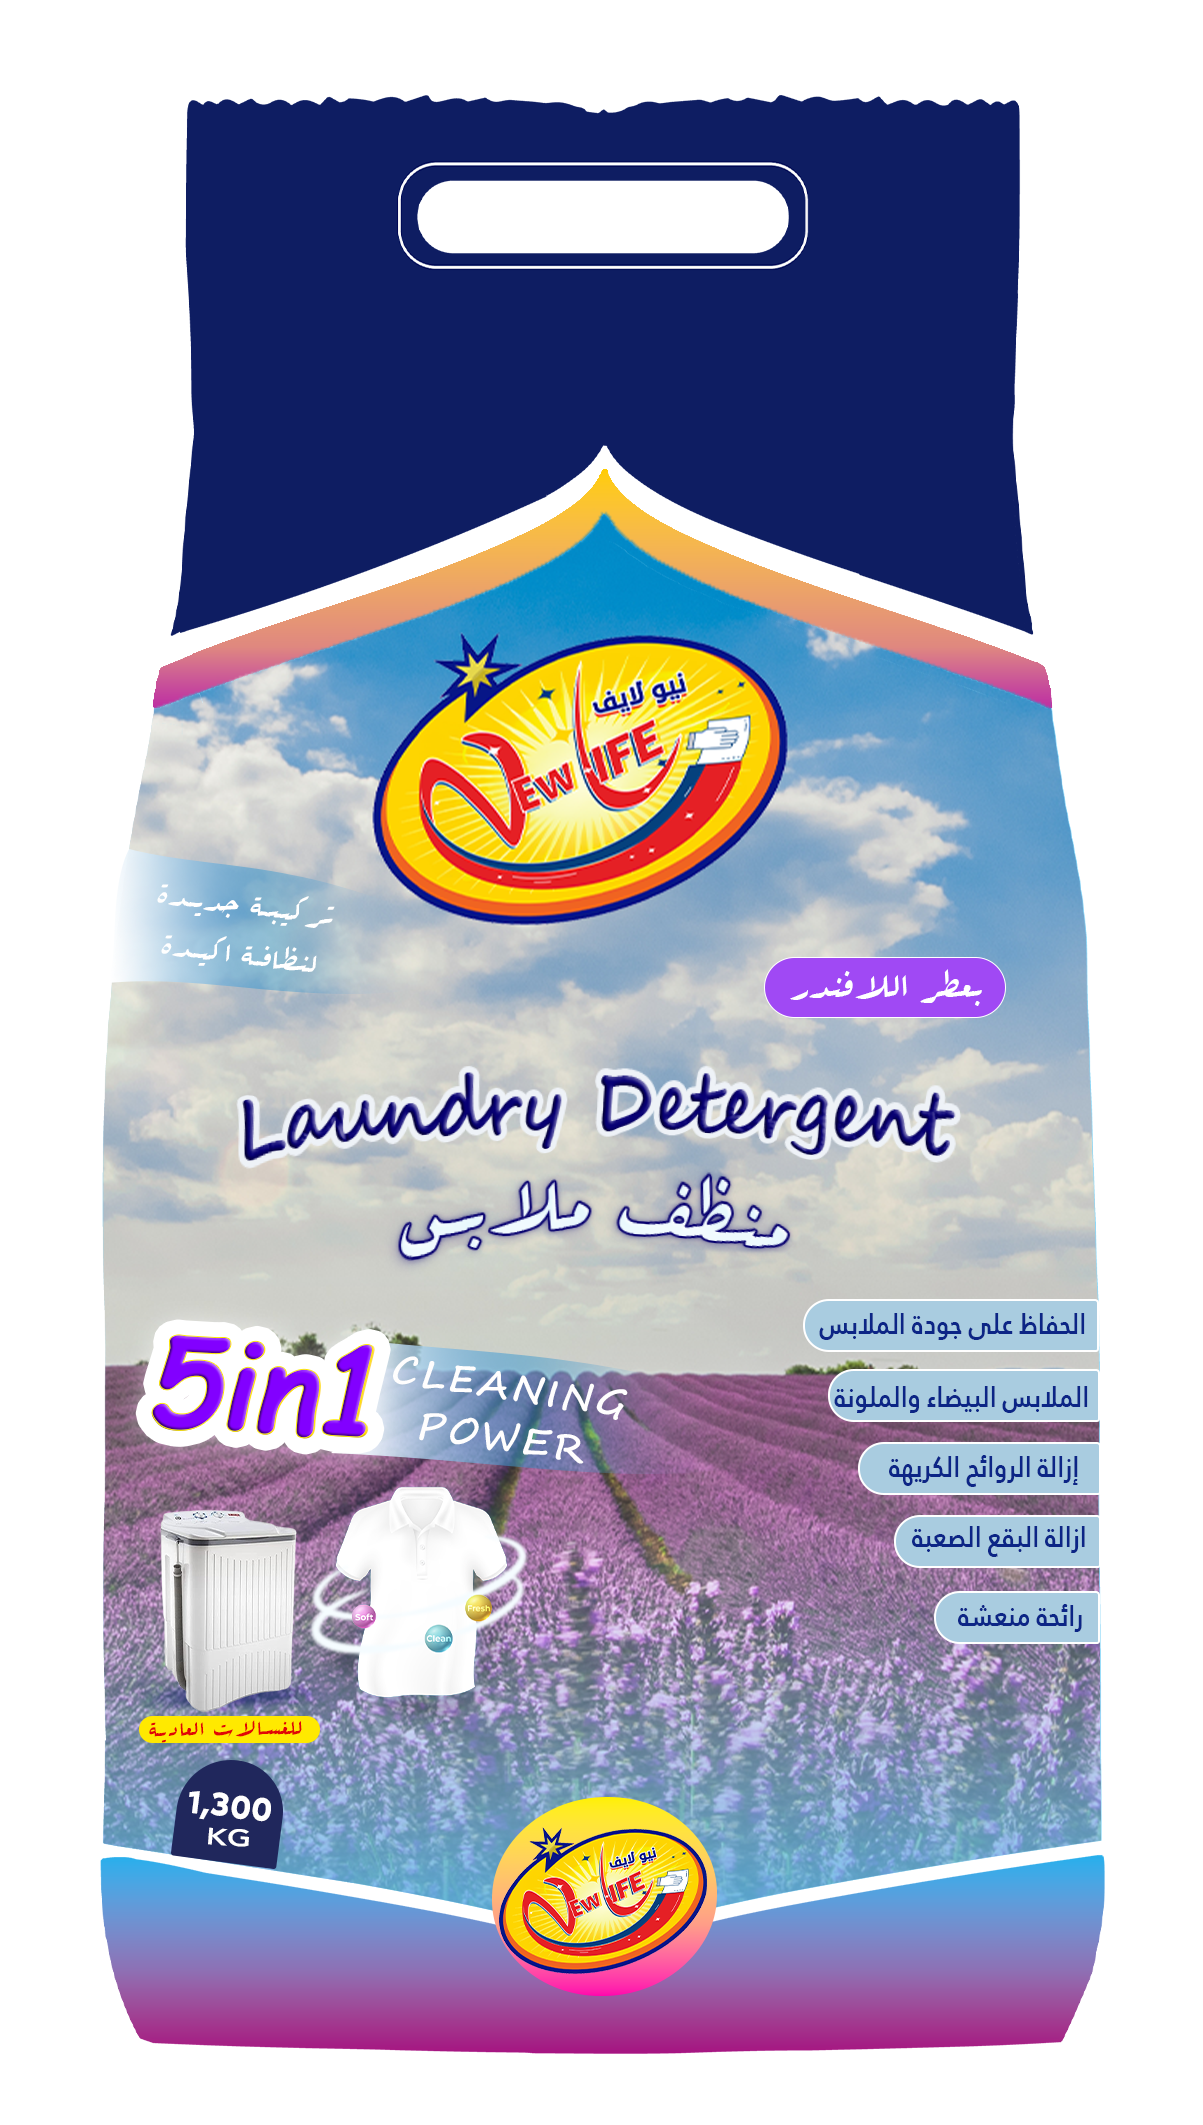 نيو لايف
NEW LIFE
تركيبة جديدة
لنظافة اكيدة
بعطر اللافندر
Laundry Detergent
منظف ملابس
الحفاظ على جودة الملابس
5in1
CLEANING
POWER
الملابس البيضاء والملونة
إزالة الروائح الكريهة
ازالة البقع الصعبة
رائحة منعشة
Soft
Clean
Fresh
للغسالات العادية
1,300
KG
نيو لايف
NEW LIFE